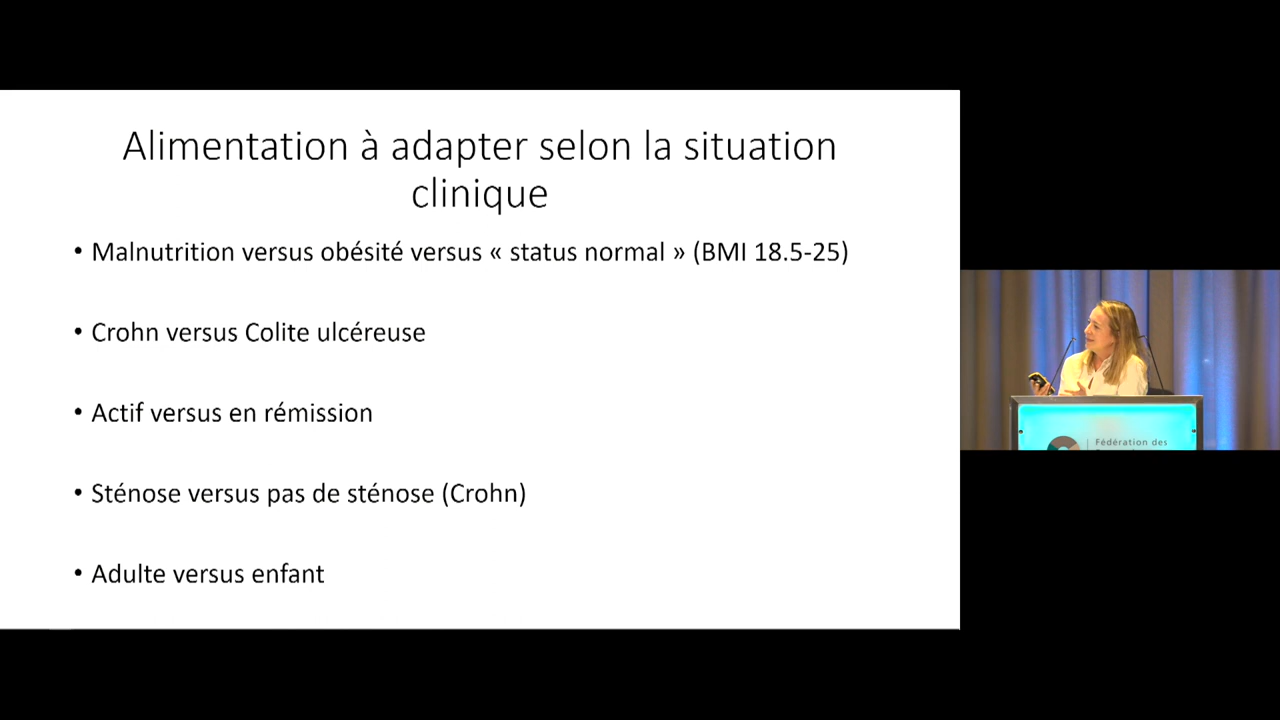 Alimentation à adapter selon la situation
clinique
• Malnutrition versus obésité versus « status normal » (BMI 18.5-25)
• Crohn versus Colite ulcéreuse
• Actif versus en rémission
• Sténose versus pas de sténose (Crohn)
• Adulte versus enfant
Fédération des